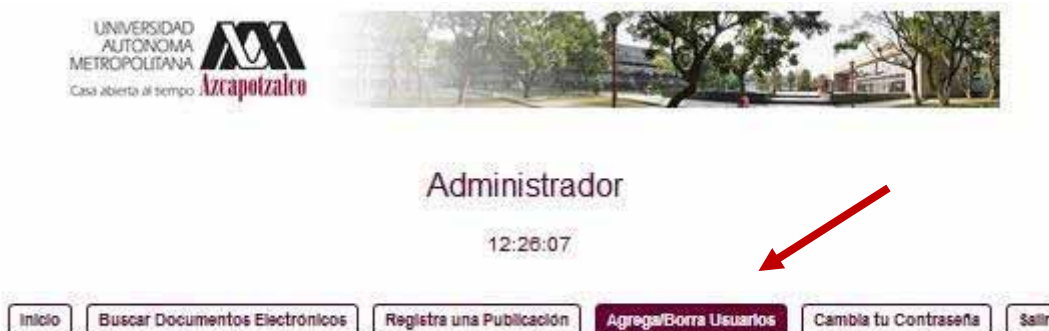 UNIVERSIDAD
AUTONOMA
METROPOLITANA
Casa abierta al tiempo Azcapotzalco
Administrador
12:26:07
Inicio Buscar Documentos Electrónicos Registra una Publicación Agrega/Borra Usuarios Cambia tu Contraseña Salir